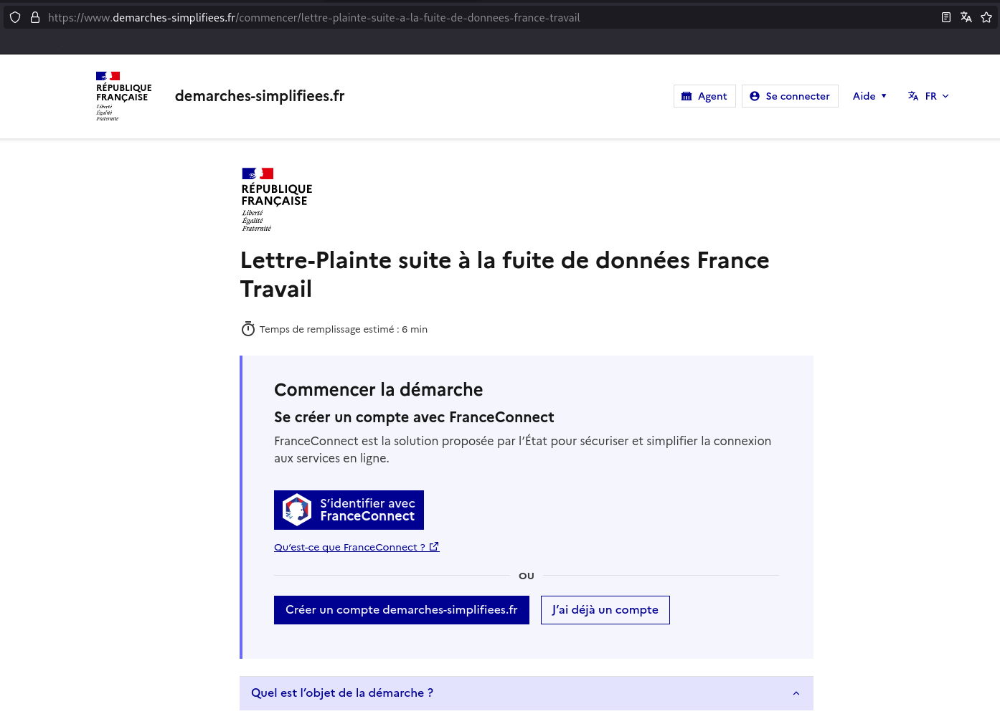 https://www.demarches-simplifiees.fr/commencer/lettre-plainte-suite-a-la-fuite-de-donnees-france-travail
RÉPUBLIQUE
FRANÇAISE
Liberté
Égalité
Fraternité
demarches-simplifiees.fr
Agent
Se connecter
Aide
FR
RÉPUBLIQUE
FRANÇAISE
Liberté
Égalité
Fraternité
Lettre-Plainte suite à la fuite de données France
Travail
Temps de remplissage estimé : 6 min
Commencer la démarche
Se créer un compte avec FranceConnect
FranceConnect est la solution proposée par l’État pour sécuriser et simplifier la connexion
aux services en ligne.
S’identifier avec
FranceConnect
Qu’est-ce que FranceConnect ?
OU
Créer un compte demarches-simplifiees.fr
J’ai déjà un compte
Quel est l’objet de la démarche ?